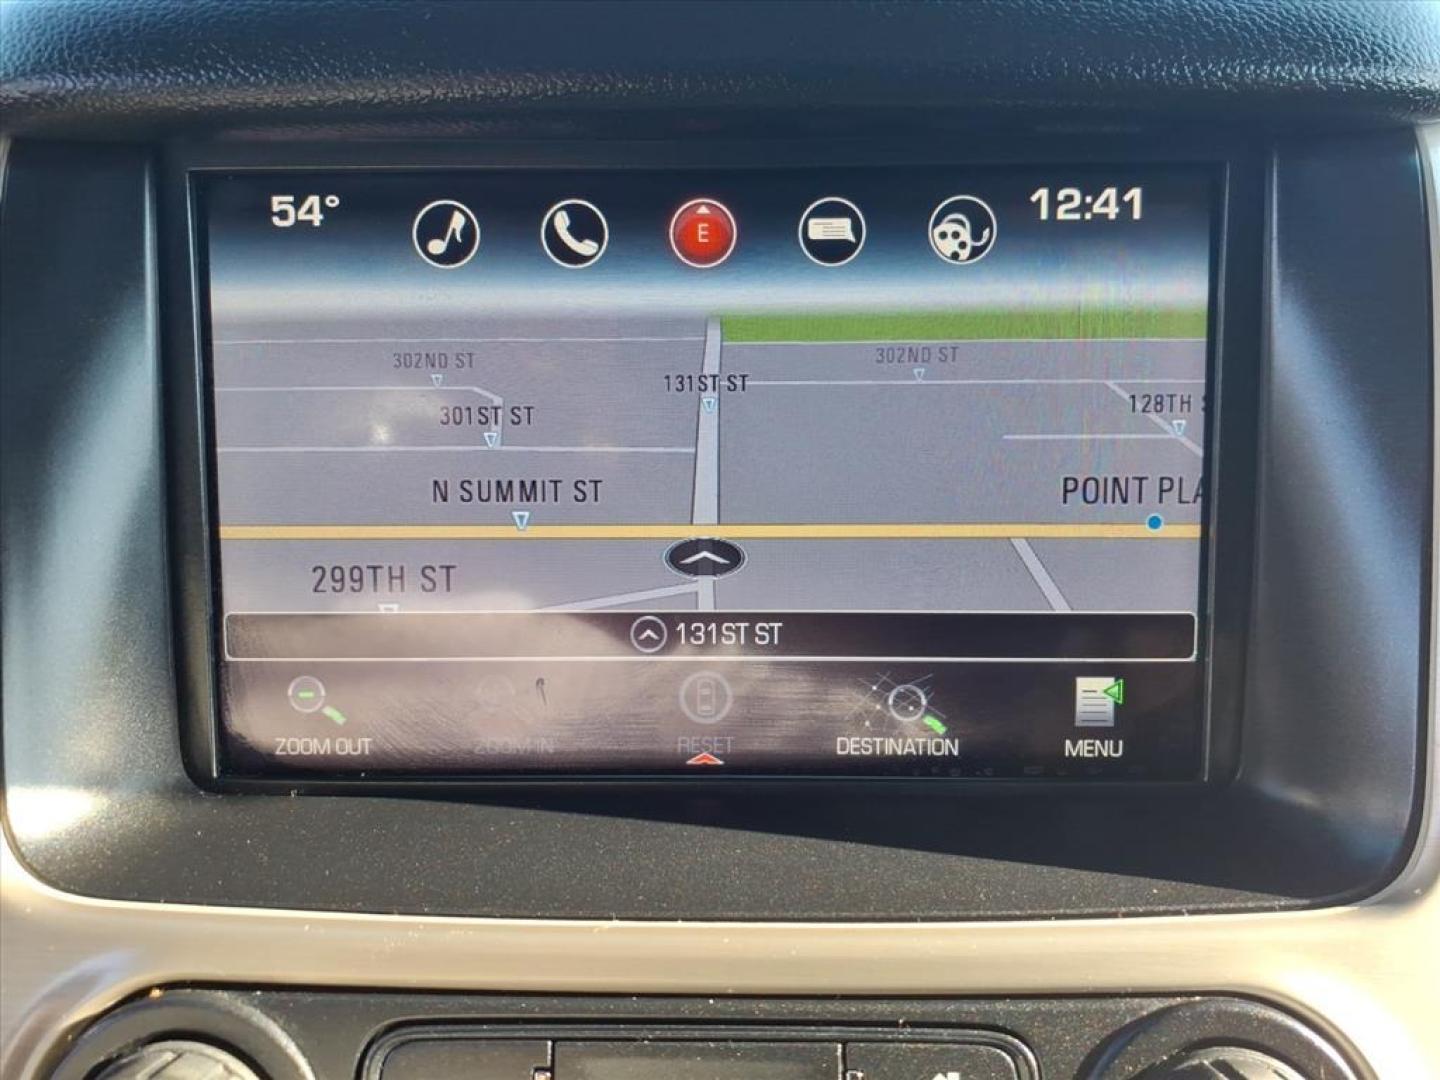 54° E 12:41
302ND ST 302ND ST
131ST ST
301ST ST 128TH
N SUMMIT ST POINT PLA
299TH ST
131ST ST
ZOOM OUT ZOOM IN RESET DESTINATION MENU